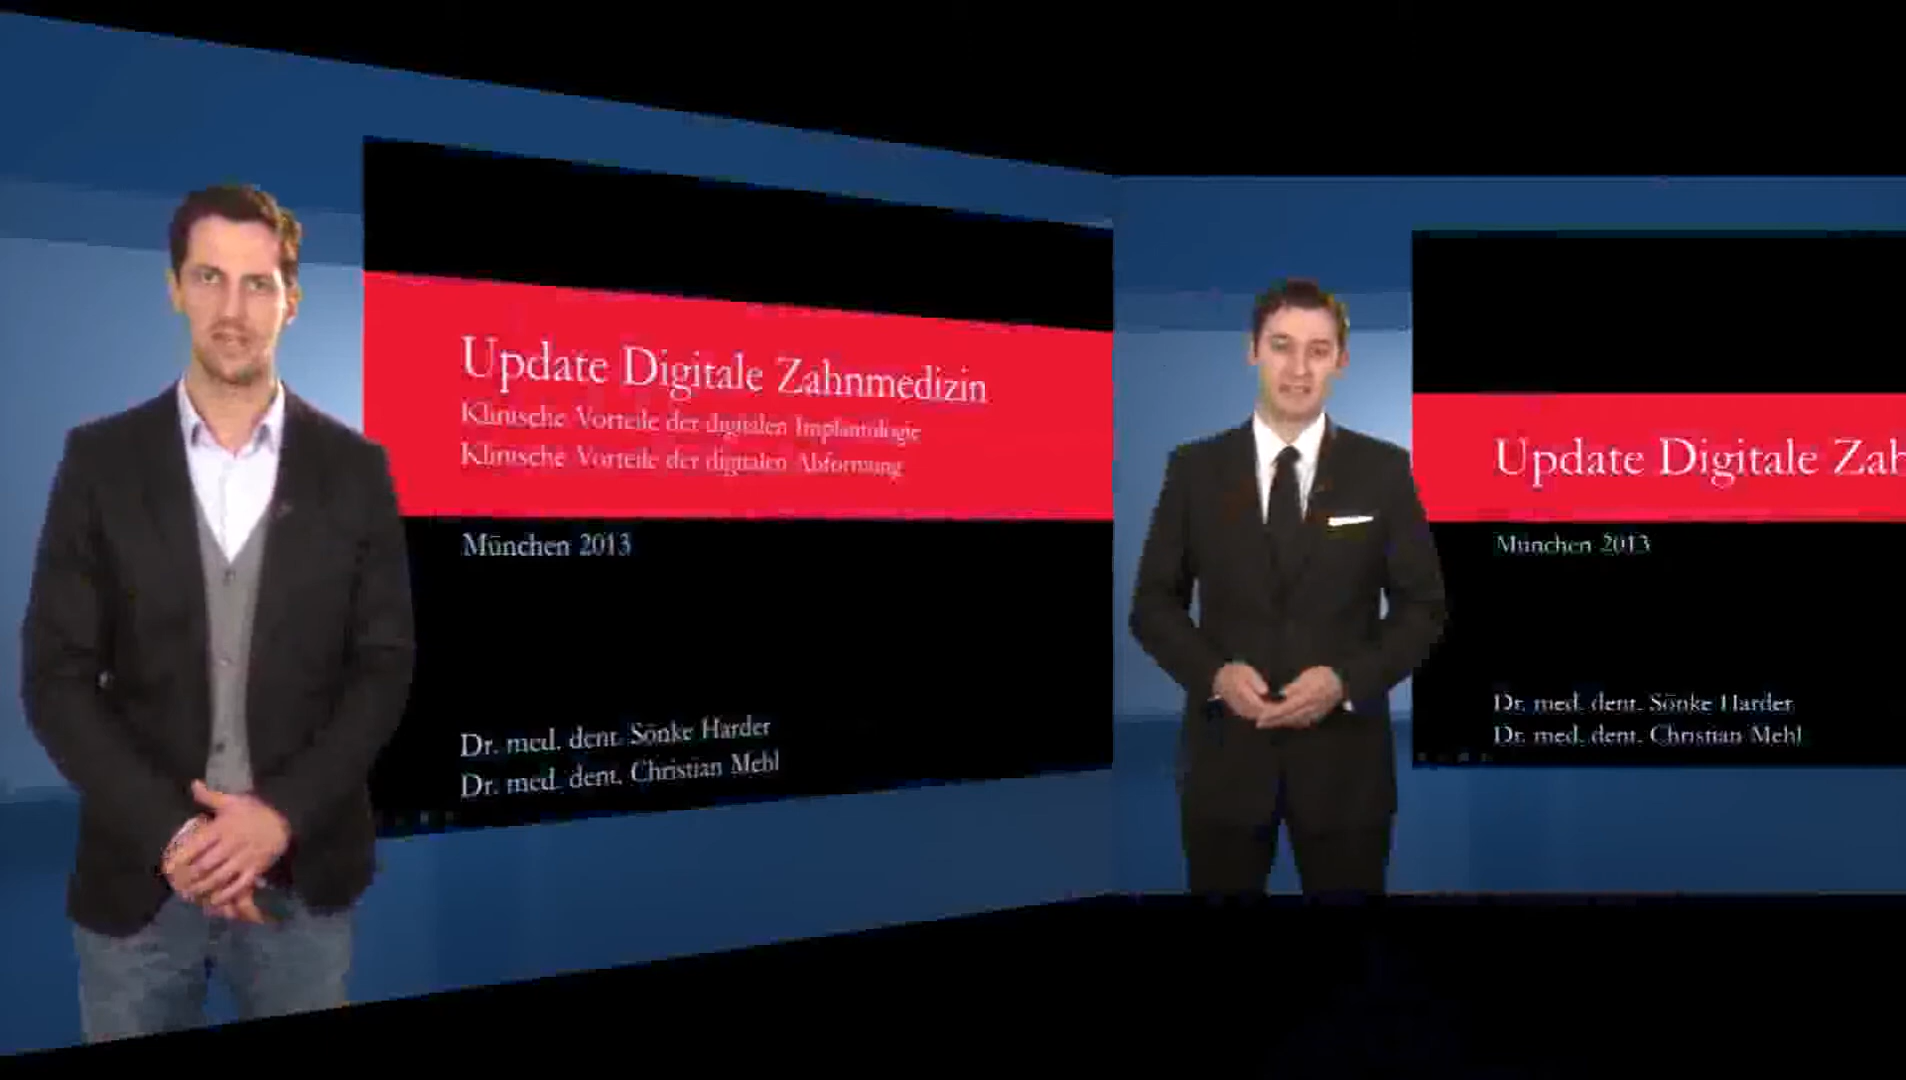 Update Digitale Zahnmedizin
Klinische Vorteile der digitalen Implantologie
Klinische Vorteile der digitalen Abformung
München 2013
Dr. med. dent. Sönke Harder
Dr. med. dent. Christian Mehl
Update Digitale Zah
München 2013
Dr. med. dent. Sönke Harder
Dr. med. dent. Christian Mehl